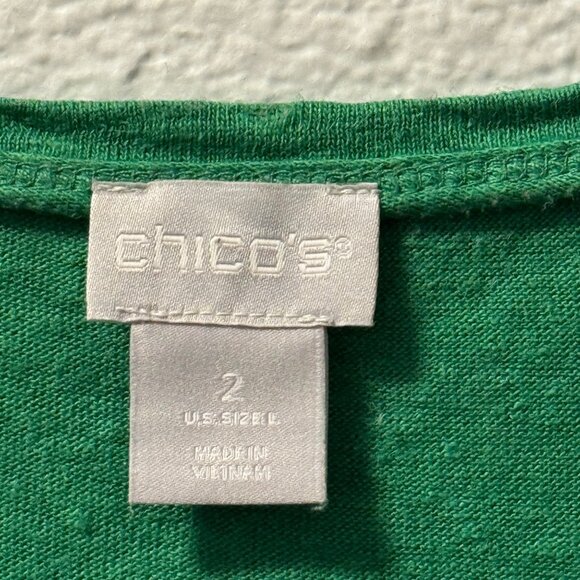 chico's®
2
U.S. SIZE L
MADE IN
VIETNAM